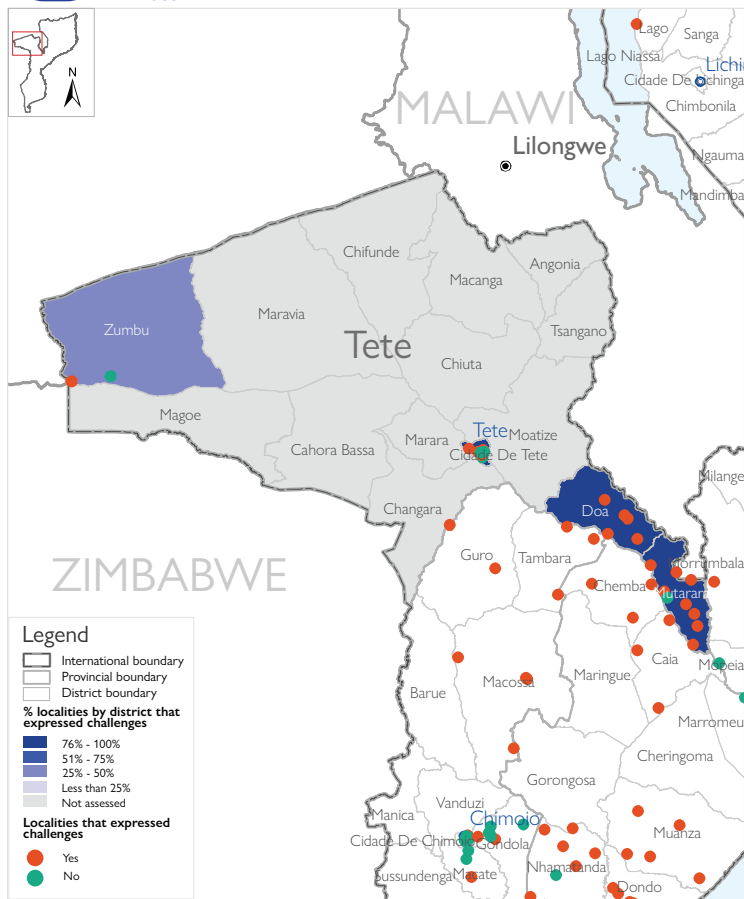 N
Lago
Sanga
Lago Niassa
Lichi
Cidade De Lichinga
Chimbonila
MALAWI
Lilongwe
Ngauma
Mandimba
Chifunde
Angonia
Macanga
Zumbu
Maravia
Tsangano
Tete
Chiuta
Magoe
Tete
Marara
Moatize
Cahora Bassa
Cidade De Tete
Milange
Changara
Doa
Guro
Tambara
Morrumbala
ZIMBABWE
Chemba
Mutarara
Caia
Mopeia
Barue
Macossa
Maringue
Marromeu
Cheringoma
Gorongosa
Vanduzi
Manica
Chimoio
Cidade De Chimoio
Gondola
Muanza
Nhamatanda
Sussundenga
Macate
Dondo
Legend
International boundary
Provincial boundary
District boundary
% localities by district that
expressed challenges
76% - 100%
51% - 75%
25% - 50%
Less than 25%
Not assessed
Localities that expressed
challenges
Yes
No